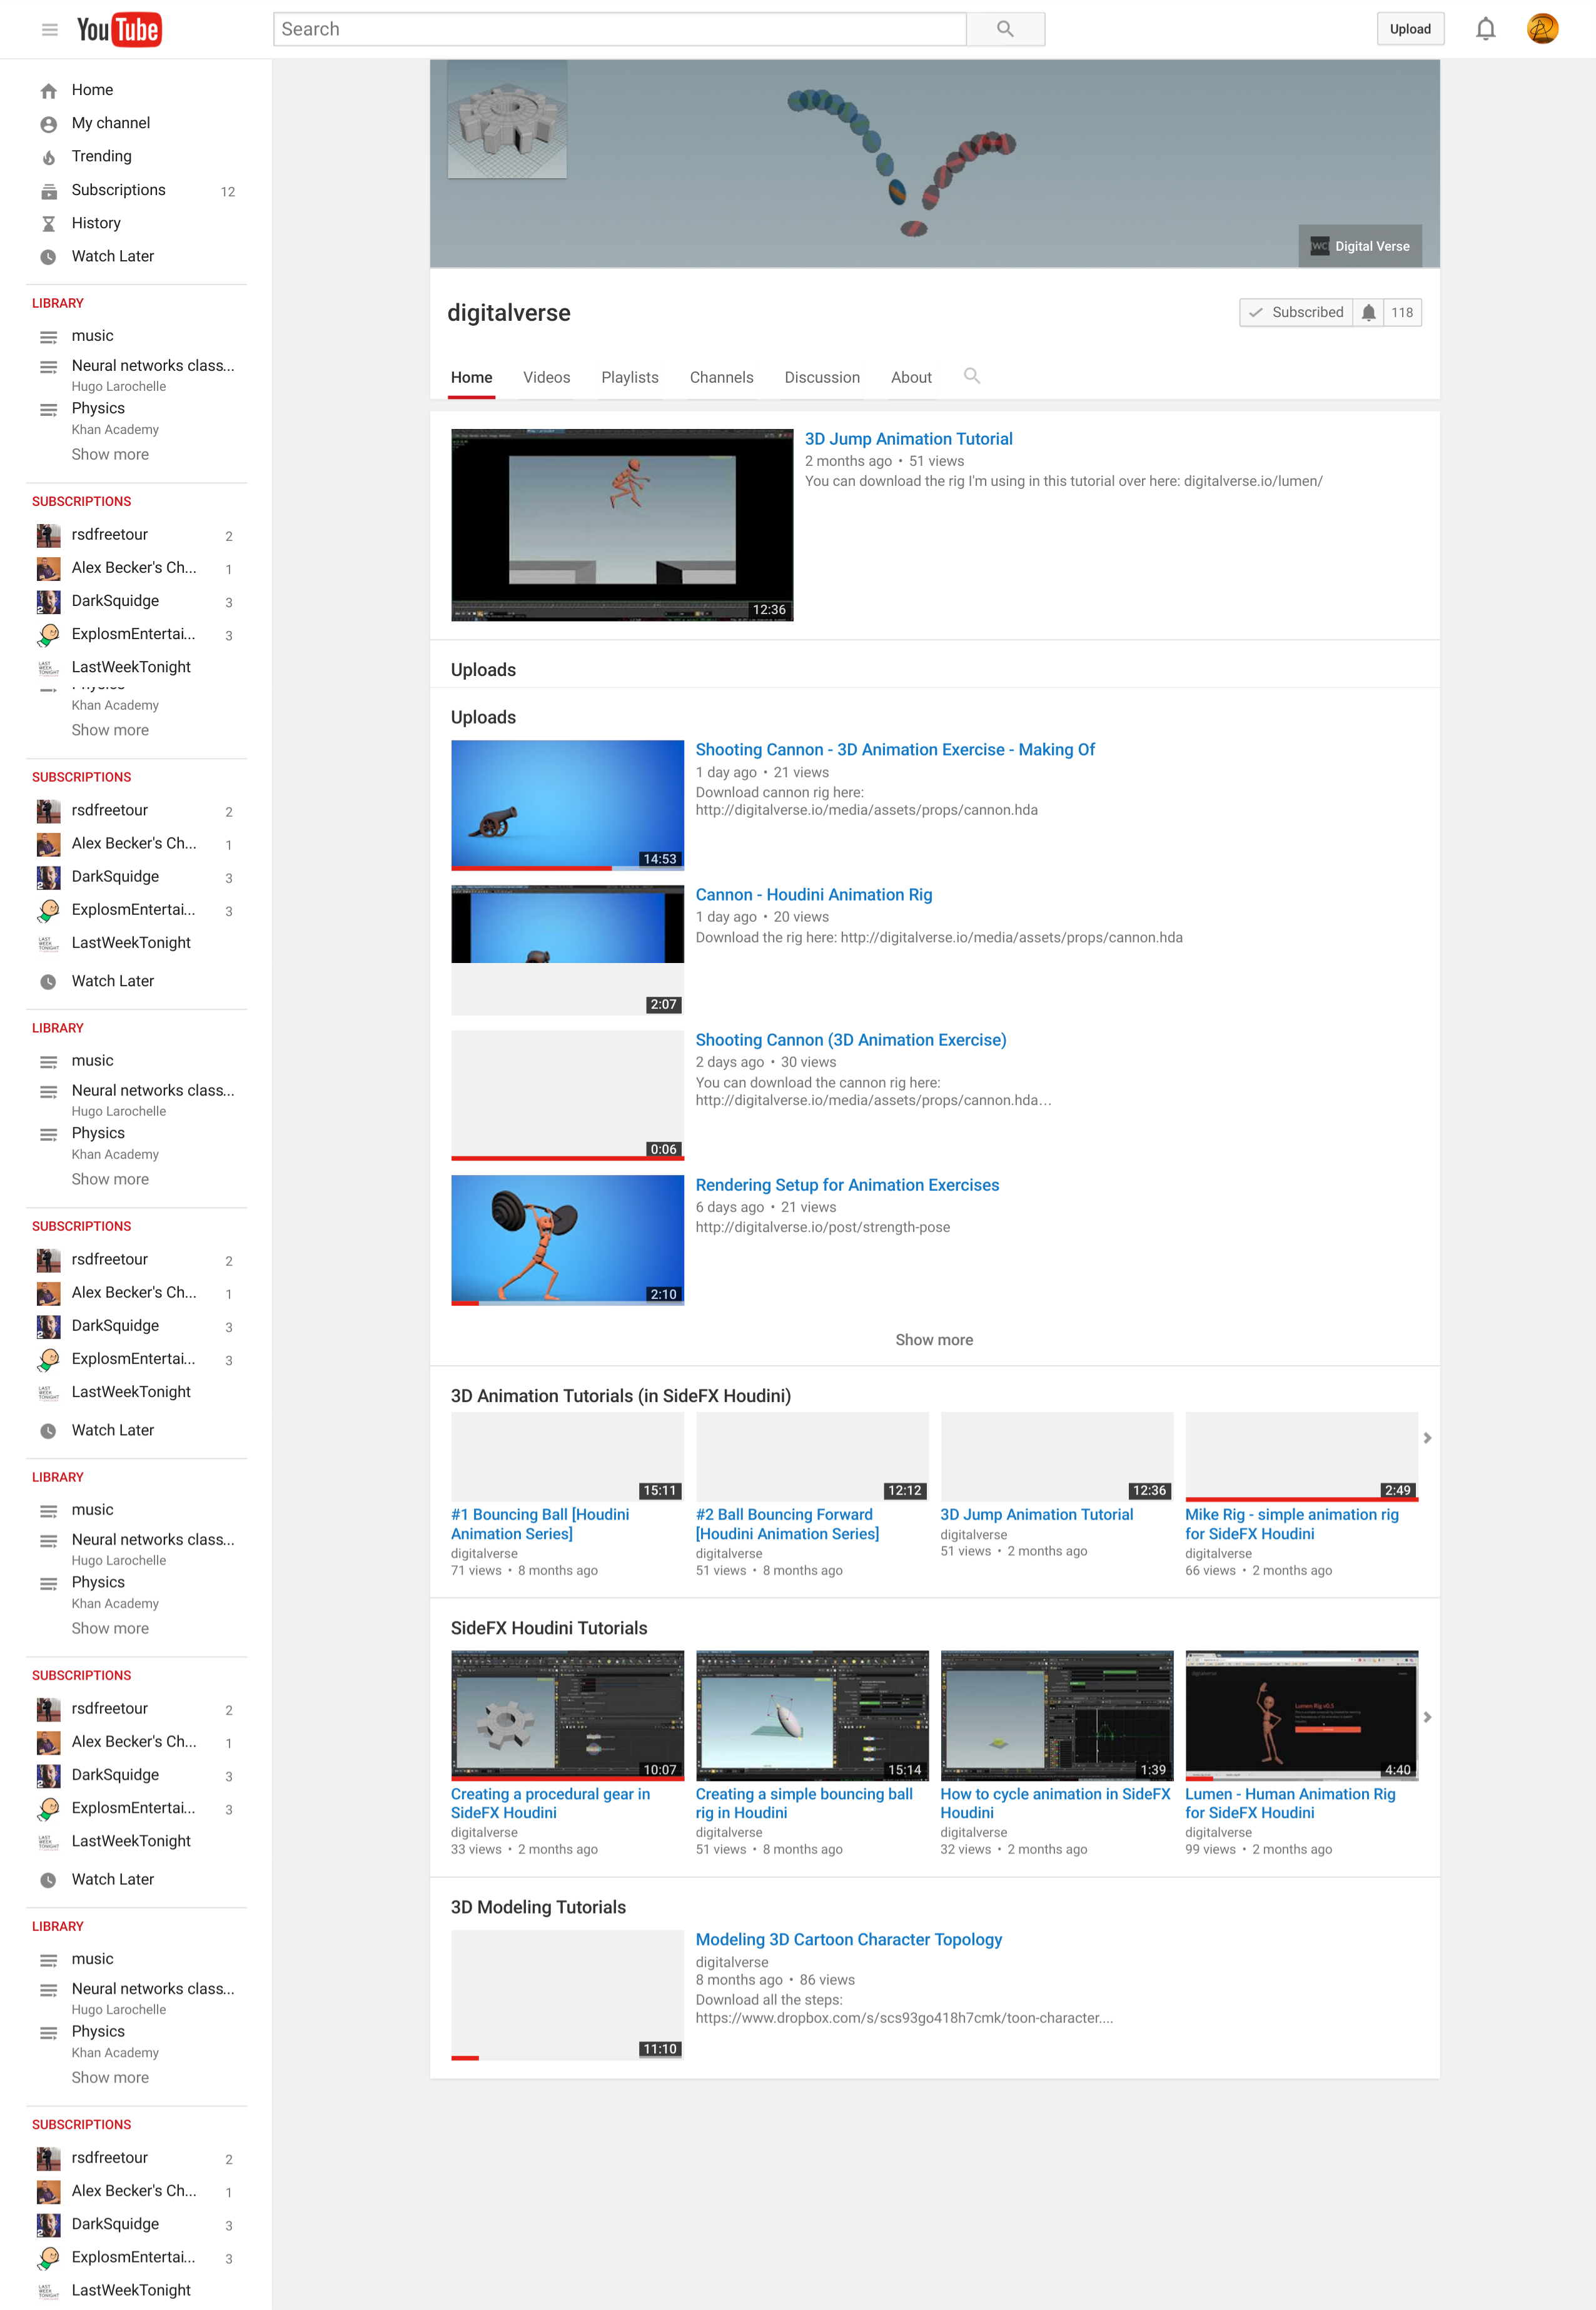 YouTube
Search
Upload
Home
My channel
Trending
Subscriptions 12
History
Watch Later
LIBRARY
music
Neural networks class...
Hugo Larochelle
Physics
Khan Academy
Show more
SUBSCRIPTIONS
rsdfreetour 2
Alex Becker's Ch... 1
DarkSquidge 3
ExplosmEntertai... 3
LAST WEEK TONIGHT
LastWeekTonight
Khan Academy
Show more
SUBSCRIPTIONS
rsdfreetour 2
Alex Becker's Ch... 1
DarkSquidge 3
ExplosmEntertai... 3
LAST WEEK TONIGHT
LastWeekTonight
Watch Later
LIBRARY
music
Neural networks class...
Hugo Larochelle
Physics
Khan Academy
Show more
SUBSCRIPTIONS
rsdfreetour 2
Alex Becker's Ch... 1
DarkSquidge 3
ExplosmEntertai... 3
LAST WEEK TONIGHT
LastWeekTonight
Watch Later
LIBRARY
music
Neural networks class...
Hugo Larochelle
Physics
Khan Academy
Show more
SUBSCRIPTIONS
rsdfreetour 2
Alex Becker's Ch... 1
DarkSquidge 3
ExplosmEntertai... 3
LAST WEEK TONIGHT
LastWeekTonight
Watch Later
LIBRARY
music
Neural networks class...
Hugo Larochelle
Physics
Khan Academy
Show more
SUBSCRIPTIONS
rsdfreetour 2
Alex Becker's Ch... 1
DarkSquidge 3
ExplosmEntertai... 3
LAST WEEK TONIGHT
LastWeekTonight
Digital Verse
digitalverse
Subscribed 118
Home Videos Playlists Channels Discussion About
12:36
3D Jump Animation Tutorial
2 months ago • 51 views
You can download the rig I'm using in this tutorial over here: digitalverse.io/lumen/
Uploads
Uploads
14:53
Shooting Cannon - 3D Animation Exercise - Making Of
1 day ago • 21 views
Download cannon rig here:
http://digitalverse.io/media/assets/props/cannon.hda
2:07
Cannon - Houdini Animation Rig
1 day ago • 20 views
Download the rig here: http://digitalverse.io/media/assets/props/cannon.hda
0:06
Shooting Cannon (3D Animation Exercise)
2 days ago • 30 views
You can download the cannon rig here:
http://digitalverse.io/media/assets/props/cannon.hda...
2:10
Rendering Setup for Animation Exercises
6 days ago • 21 views
http://digitalverse.io/post/strength-pose
Show more
3D Animation Tutorials (in SideFX Houdini)
15:11
#1 Bouncing Ball [Houdini
Animation Series]
digitalverse
71 views • 8 months ago
12:12
#2 Ball Bouncing Forward
[Houdini Animation Series]
digitalverse
51 views • 8 months ago
12:36
3D Jump Animation Tutorial
digitalverse
51 views • 2 months ago
2:49
Mike Rig - simple animation rig
for SideFX Houdini
digitalverse
66 views • 2 months ago
SideFX Houdini Tutorials
10:07
Creating a procedural gear in
SideFX Houdini
digitalverse
33 views • 2 months ago
15:14
Creating a simple bouncing ball
rig in Houdini
digitalverse
51 views • 8 months ago
1:39
How to cycle animation in SideFX
Houdini
digitalverse
32 views • 2 months ago
Lumen Rig v0.5
4:40
Lumen - Human Animation Rig
for SideFX Houdini
digitalverse
99 views • 2 months ago
3D Modeling Tutorials
11:10
Modeling 3D Cartoon Character Topology
digitalverse
8 months ago • 86 views
Download all the steps:
https://www.dropbox.com/s/scs93go418h7cmk/toon-character....